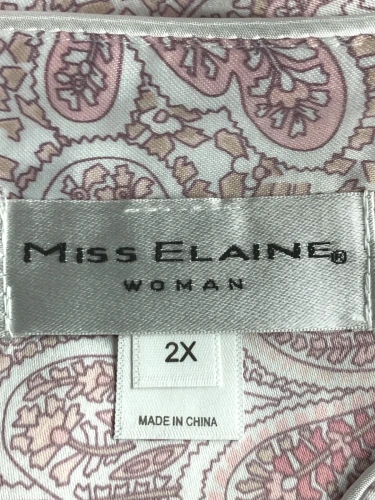 MISS ELAINE®
WOMAN
2X
MADE IN CHINA